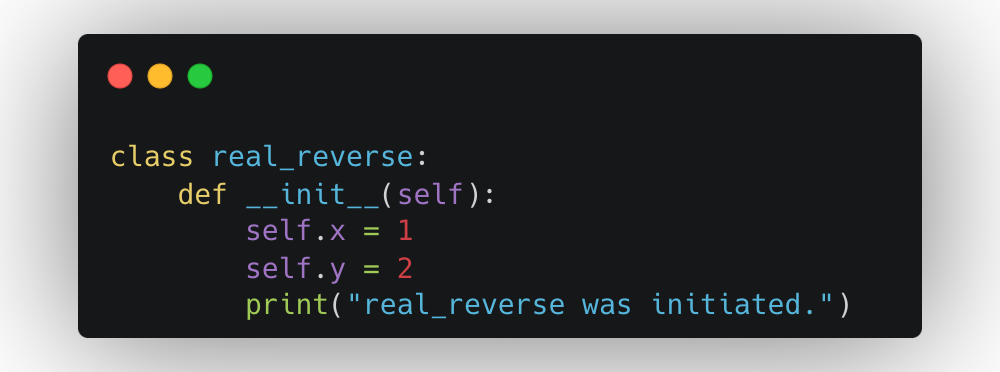 class real_reverse:
    def __init__(self):
        self.x = 1
        self.y = 2
        print("real_reverse was initiated.")